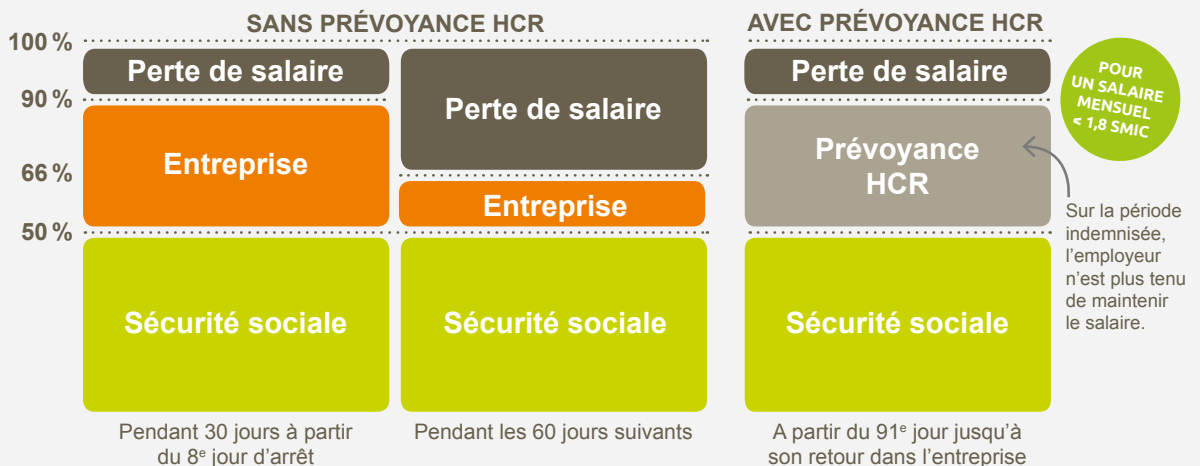 SANS PRÉVOYANCE HCR
AVEC PRÉVOYANCE HCR
100 %
90 %
66 %
50 %
Perte de salaire
Entreprise
Sécurité sociale
Pendant 30 jours à partir
du 8e jour d'arrêt
Perte de salaire
Entreprise
Sécurité sociale
Pendant les 60 jours suivants
Perte de salaire
Prévoyance
HCR
Sécurité sociale
A partir du 91e jour jusqu'à
son retour dans l'entreprise
POUR
UN SALAIRE
MENSUEL
< 1,8 SMIC
Sur la période
indemnisée,
l'employeur
n'est plus tenu
de maintenir
le salaire.